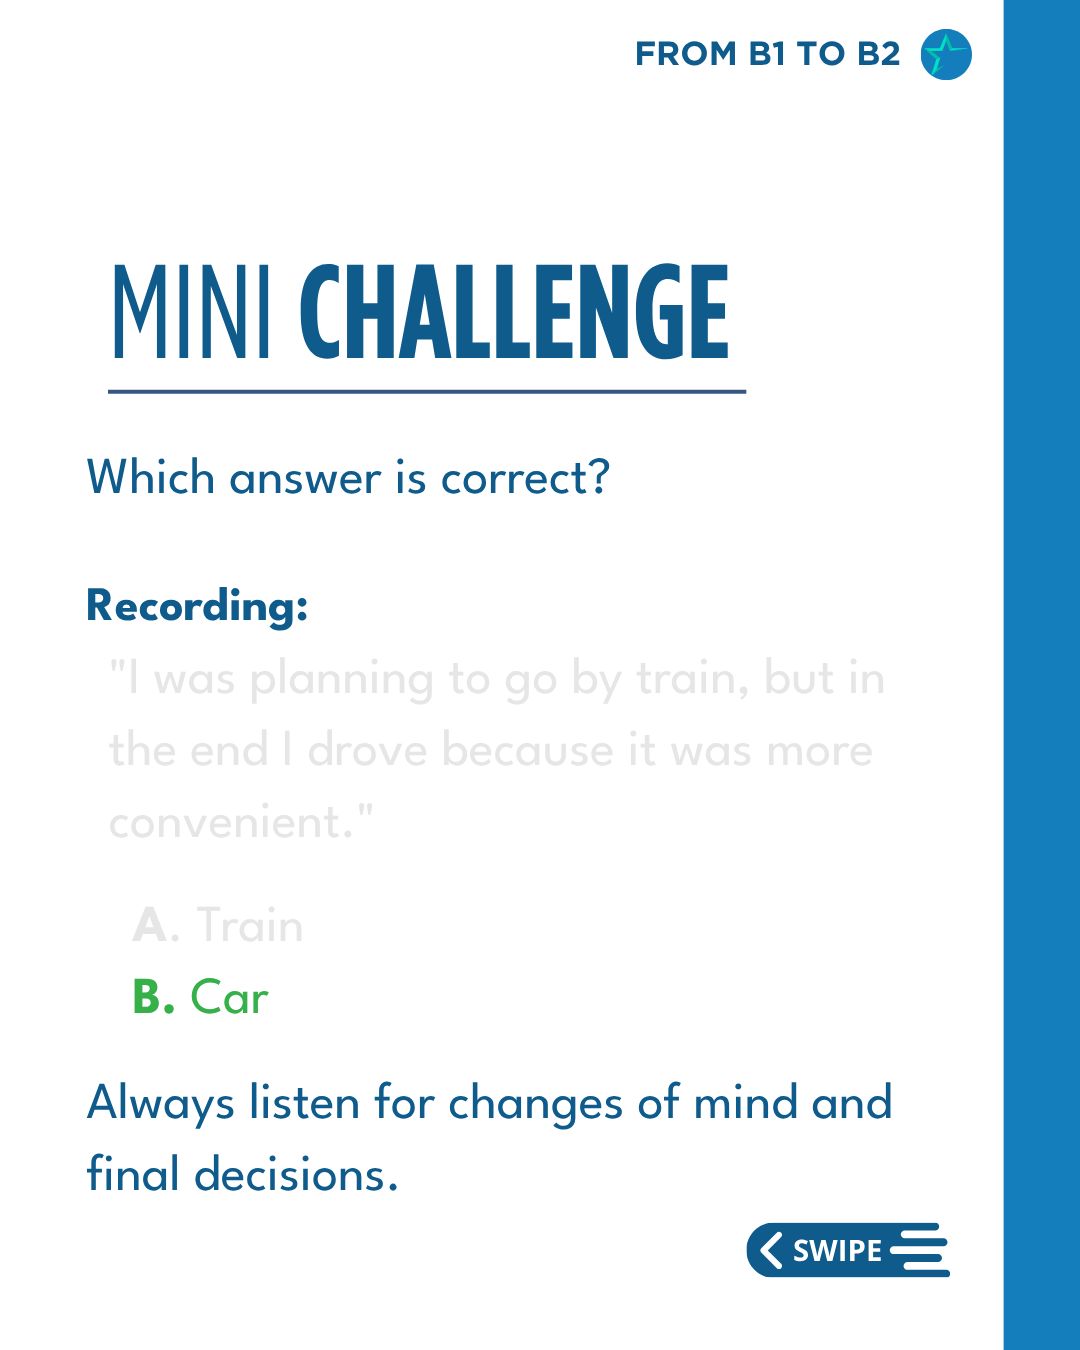 FROM B1 TO B2
MINI CHALLENGE
Which answer is correct?
Recording:
"I was planning to go by train, but in
the end I drove because it was more
convenient."
A. Train
B. Car
Always listen for changes of mind and
final decisions.
SWIPE